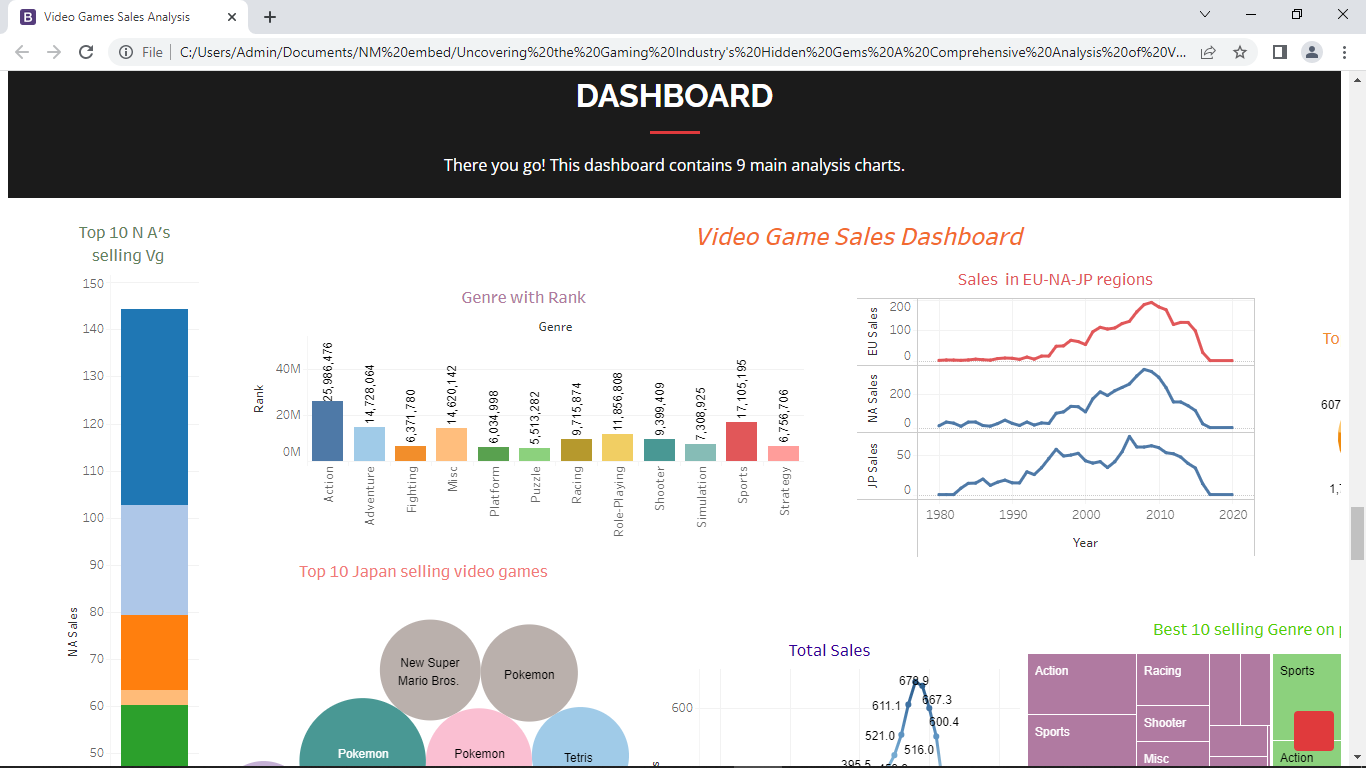 Video Games Sales Analysis
File
C:/Users/Admin/Documents/NM%20embed/Uncovering%20the%20Gaming%20Industry's%20Hidden%20Gems%20A%20Comprehensive%20Analysis%20of%20V...
DASHBOARD
There you go! This dashboard contains 9 main analysis charts.
Video Game Sales Dashboard
Top 10 N A's
selling Vg
150
140
130
120
110
100
90
80
70
60
50
NA Sales
Genre with Rank
Genre
Rank
40M
20M
0M
25,986,476
14,728,064
6,371,780
14,620,142
6,034,998
5,513,282
9,715,874
11,856,808
9,399,409
7,308,925
17,105,195
6,756,706
Action
Adventure
Fighting
Misc
Platform
Puzzle
Racing
Role-Playing
Shooter
Simulation
Sports
Strategy
Sales in EU-NA-JP regions
EU Sales
200
100
0
NA Sales
200
0
JP Sales
50
0
1980
1990
2000
2010
2020
Year
To
607
Top 10 Japan selling video games
New Super
Mario Bros.
Pokemon
Pokemon
Pokemon
Tetris
Total Sales
600
678.9
667.3
611.1
600.4
521.0
516.0
395.5
Best 10 selling Genre on
Action
Sports
Racing
Shooter
Misc
Sports
Action